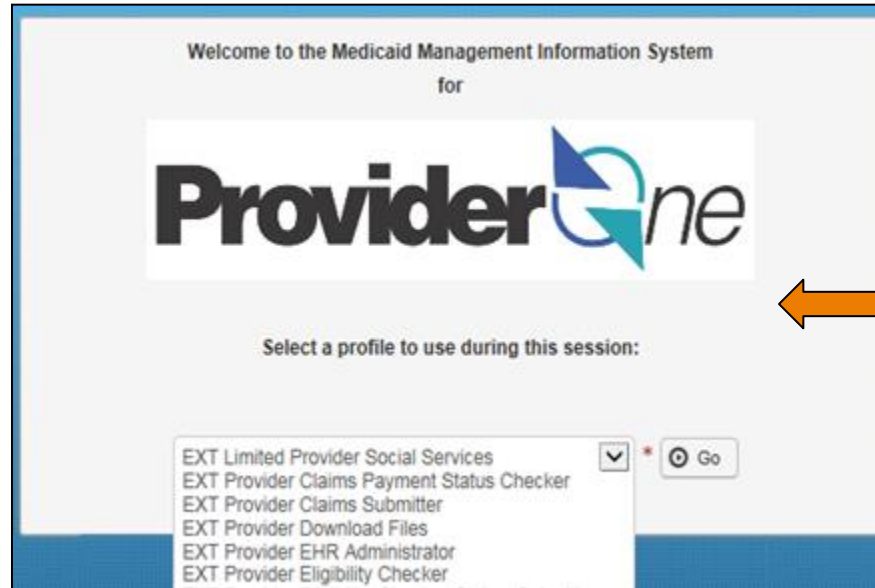 Welcome to the Medicaid Management Information System
for
ProviderOne
Select a profile to use during this session:
EXT Limited Provider Social Services
* Go
EXT Provider Claims Payment Status Checker
EXT Provider Claims Submitter
EXT Provider Download Files
EXT Provider EHR Administrator
EXT Provider Eligibility Checker